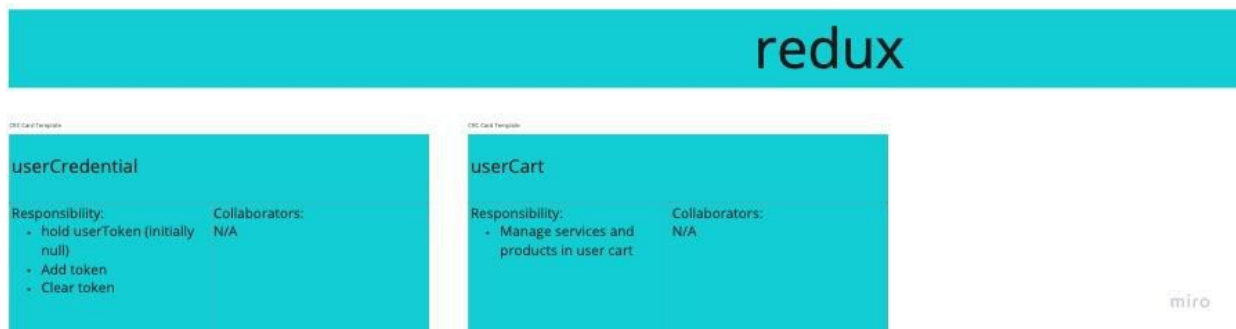 redux
CRC Card Template
userCredential
Responsibility:
• hold userToken (initially
null)
• Add token
• Clear token
Collaborators:
N/A
CRC Card Template
userCart
Responsibility:
• Manage services and
products in user cart
Collaborators:
N/A
miro